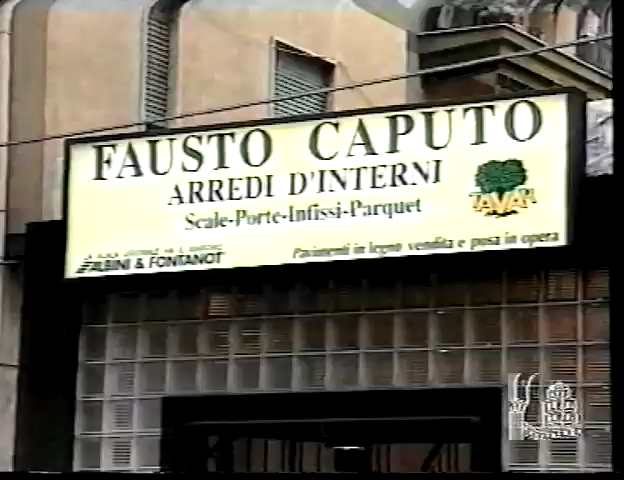 FAUSTO CAPUTO
ARREDI D'INTERNI
Scale-Porte-Infissi-Parquet
TAVAR
ALBINI & FONTANOT
Pavimenti in legno vendita e posa in opera